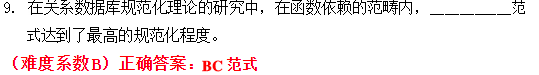 9. 在关系数据库规范化理论的研究中，在函数依赖的范畴内，__________范
式达到了最高的规范化程度。
（难度系数B）正确答案：BC 范式